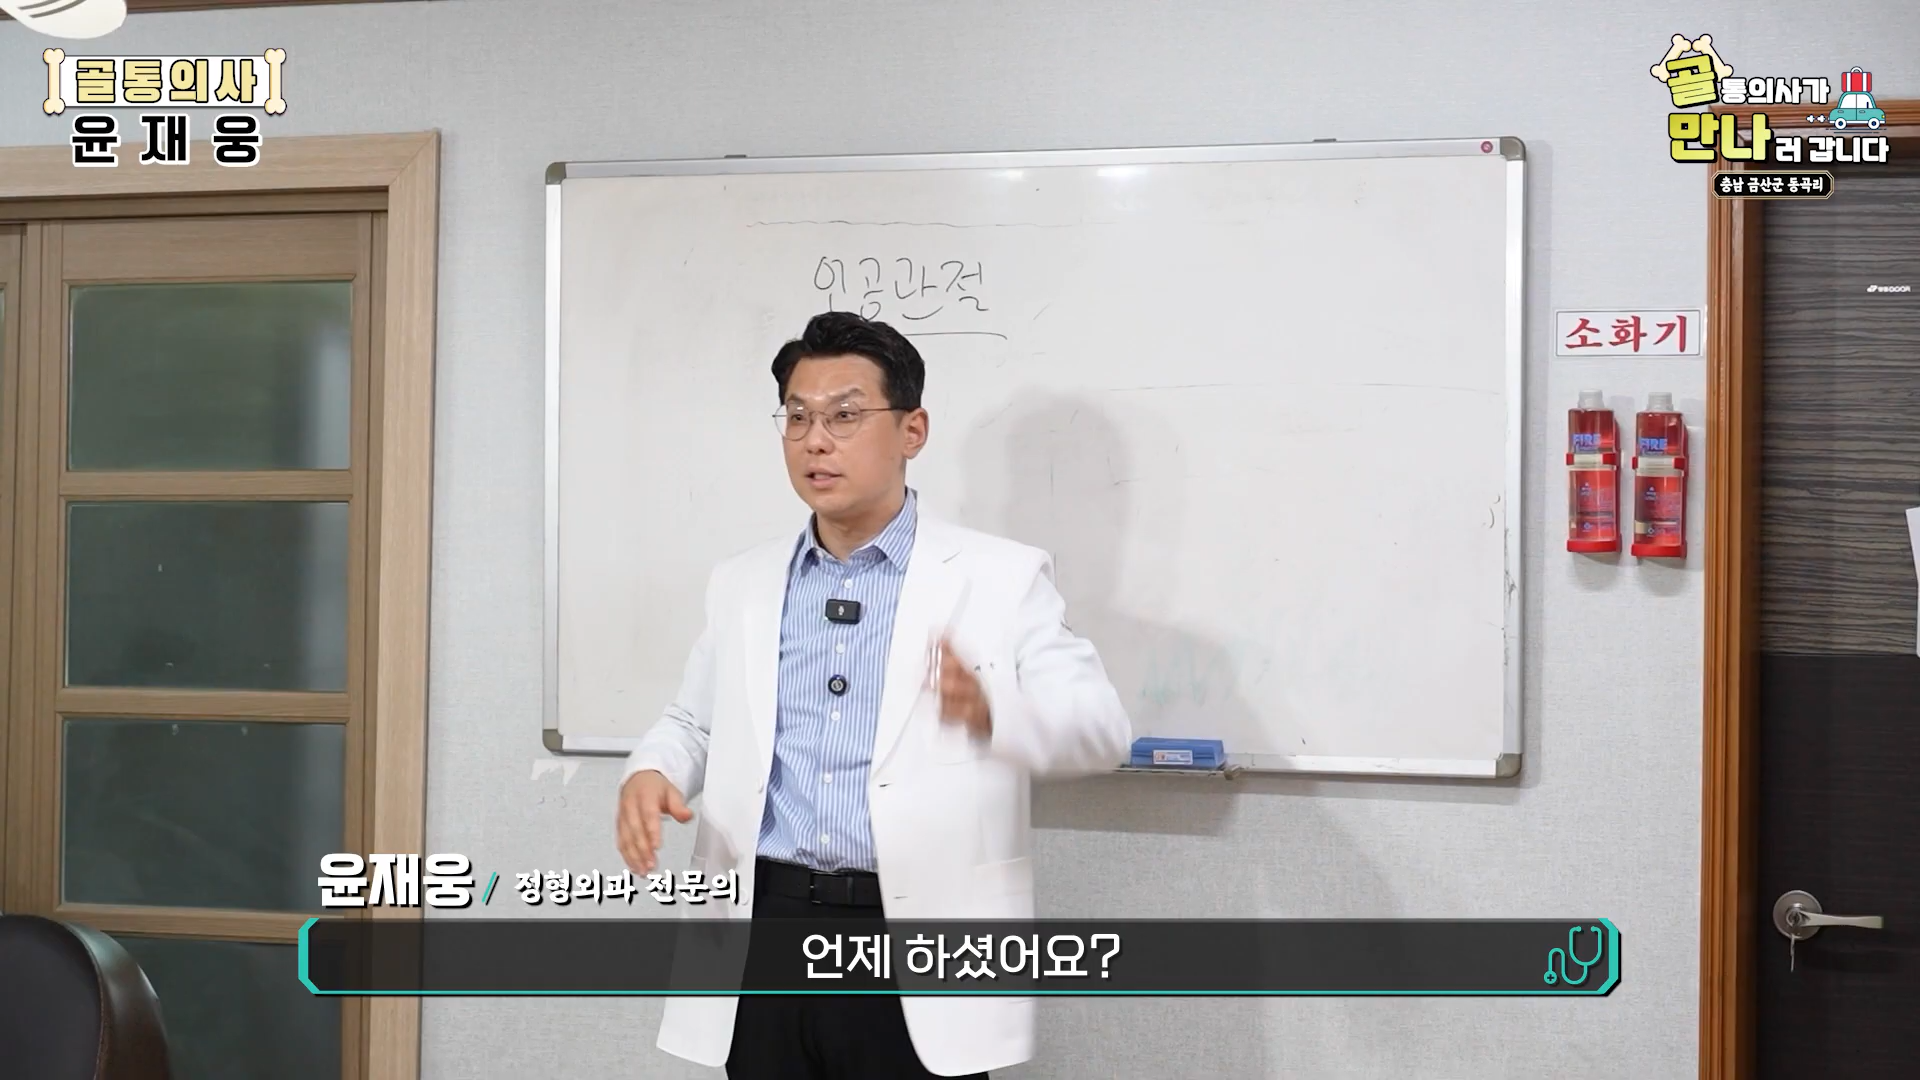 골통의사
윤재웅
골통의사가
만나러 갑니다
충남 금산군 동곡리
인공관절
소화기
FIRE
FIRE
윤재웅 / 정형외과 전문의
언제 하셨어요?